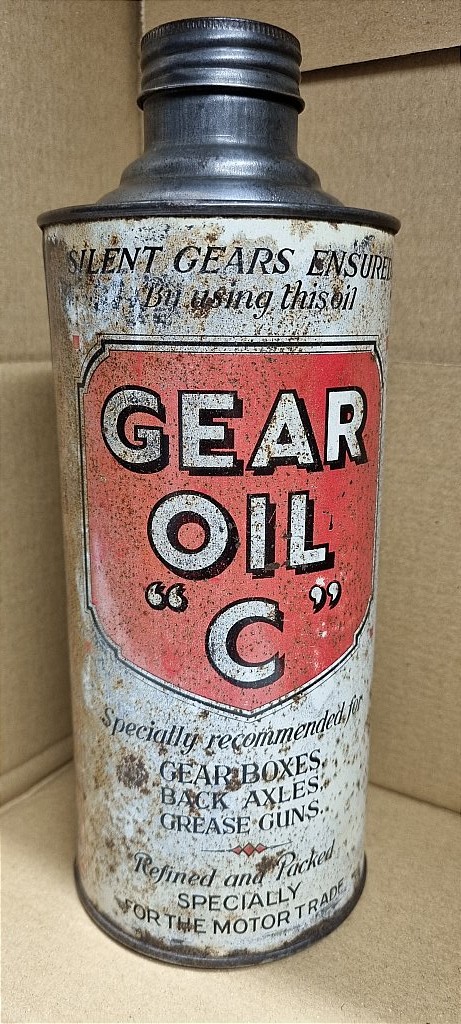 SILENT GEARS ENSURED
By using this oil
GEAR
OIL
“C”
Specially recommended for
GEAR BOXES.
BACK AXLES.
GREASE GUNS.
Refined and Packed
SPECIALLY
FOR THE MOTOR TRADE